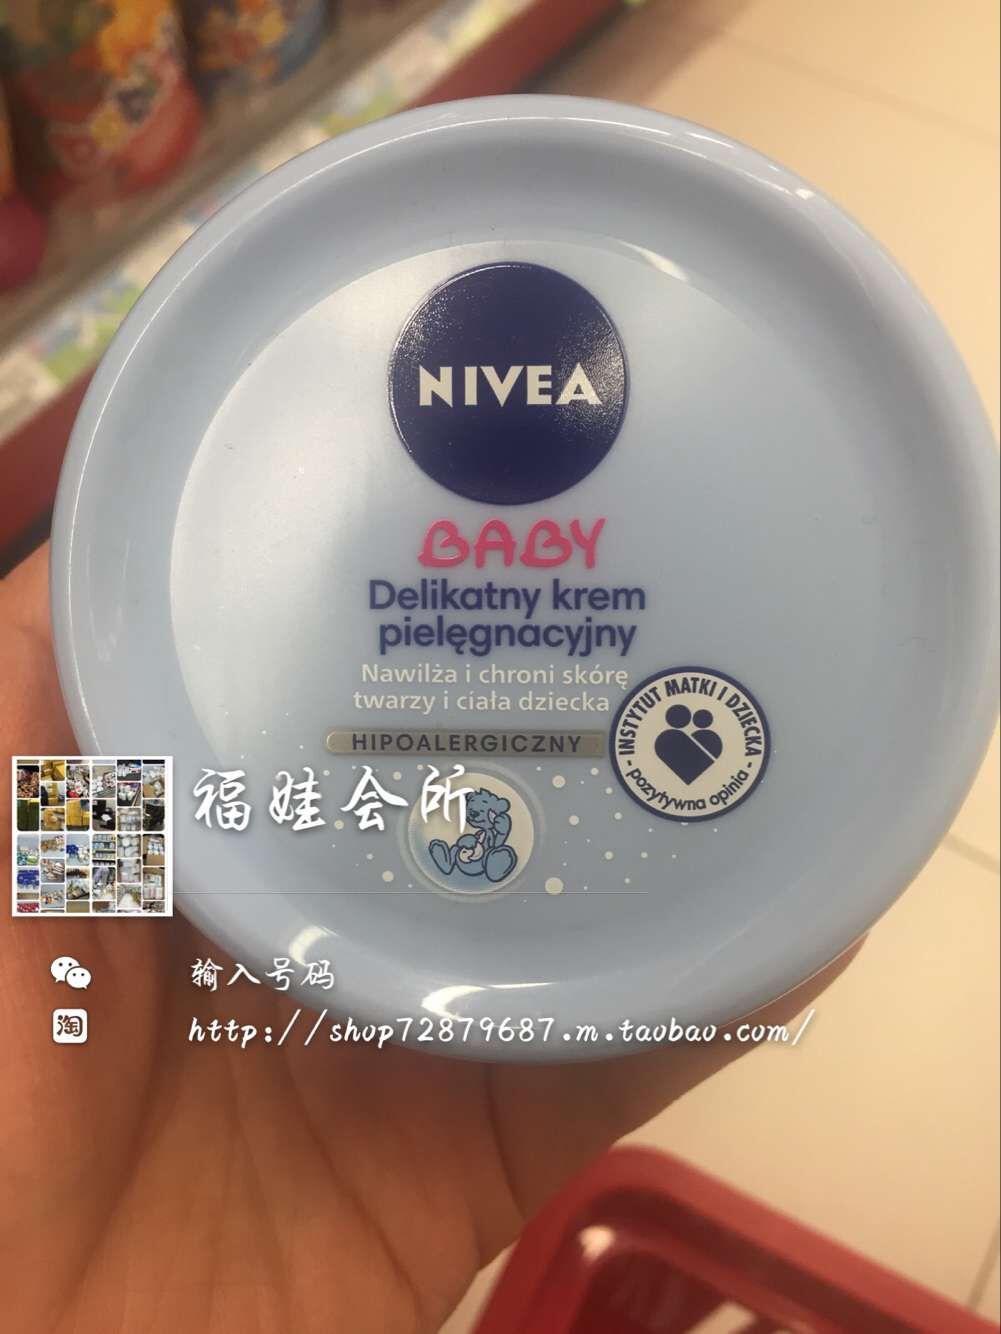 NIVEA
BABY
Delikatny krem
pielęgnacyjny
Nawilża i chroni skórę
twarzy i ciała dziecka
HIPOALERGICZNY
INSTYTUT MATKI I DZIECKA
- pozytywna opinia -
福娃会所
输入号码
淘
http://shop72879687.m.taobao.com/